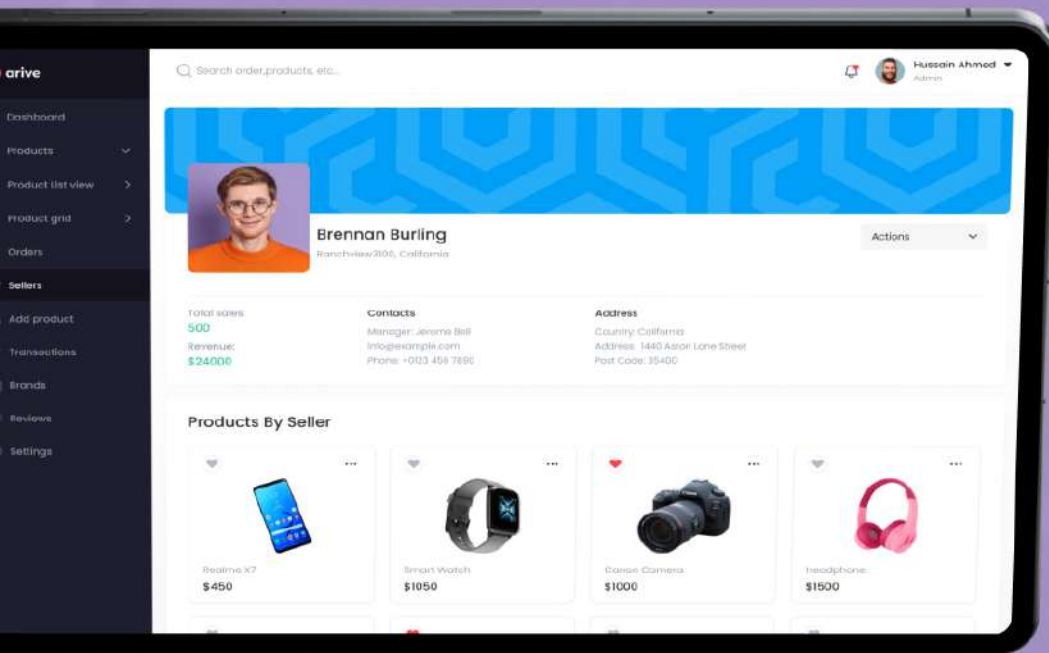 arive
Search order,products, etc...
Hussain Ahmed
Admin
Dashboard
Products
Product list view
Product grid
Orders
Sellers
Add product
Transactions
Brands
Reviews
Settings
Brennan Burling
Ranchview3100, California
Actions
Total sales
500
Revenue:
$24000
Contacts
Manager: Jerome Bell
Info@example.com
Phone: +0123 456 7890
Address
Country: California
Address: 1440 Aston Lone Street
Post Code: 35400
Products By Seller
Realme X7
$450
Smart Watch
$1050
Canon Camera
$1000
Headphone
$1500